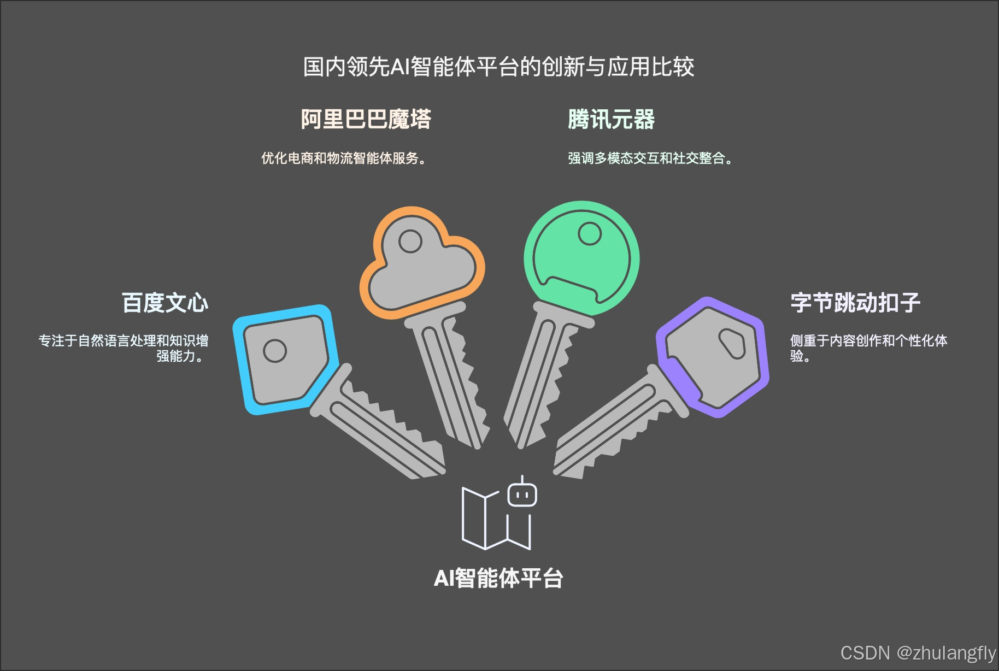 国内领先AI智能体平台的创新与应用比较
阿里巴巴魔塔
优化电商和物流智能体服务。
腾讯元器
强调多模态交互和社交整合。
百度文心
专注于自然语言处理和知识增
强能力。
字节跳动扣子
侧重于内容创作和个性化体
验。
AI智能体平台
CSDN @zhulangfly